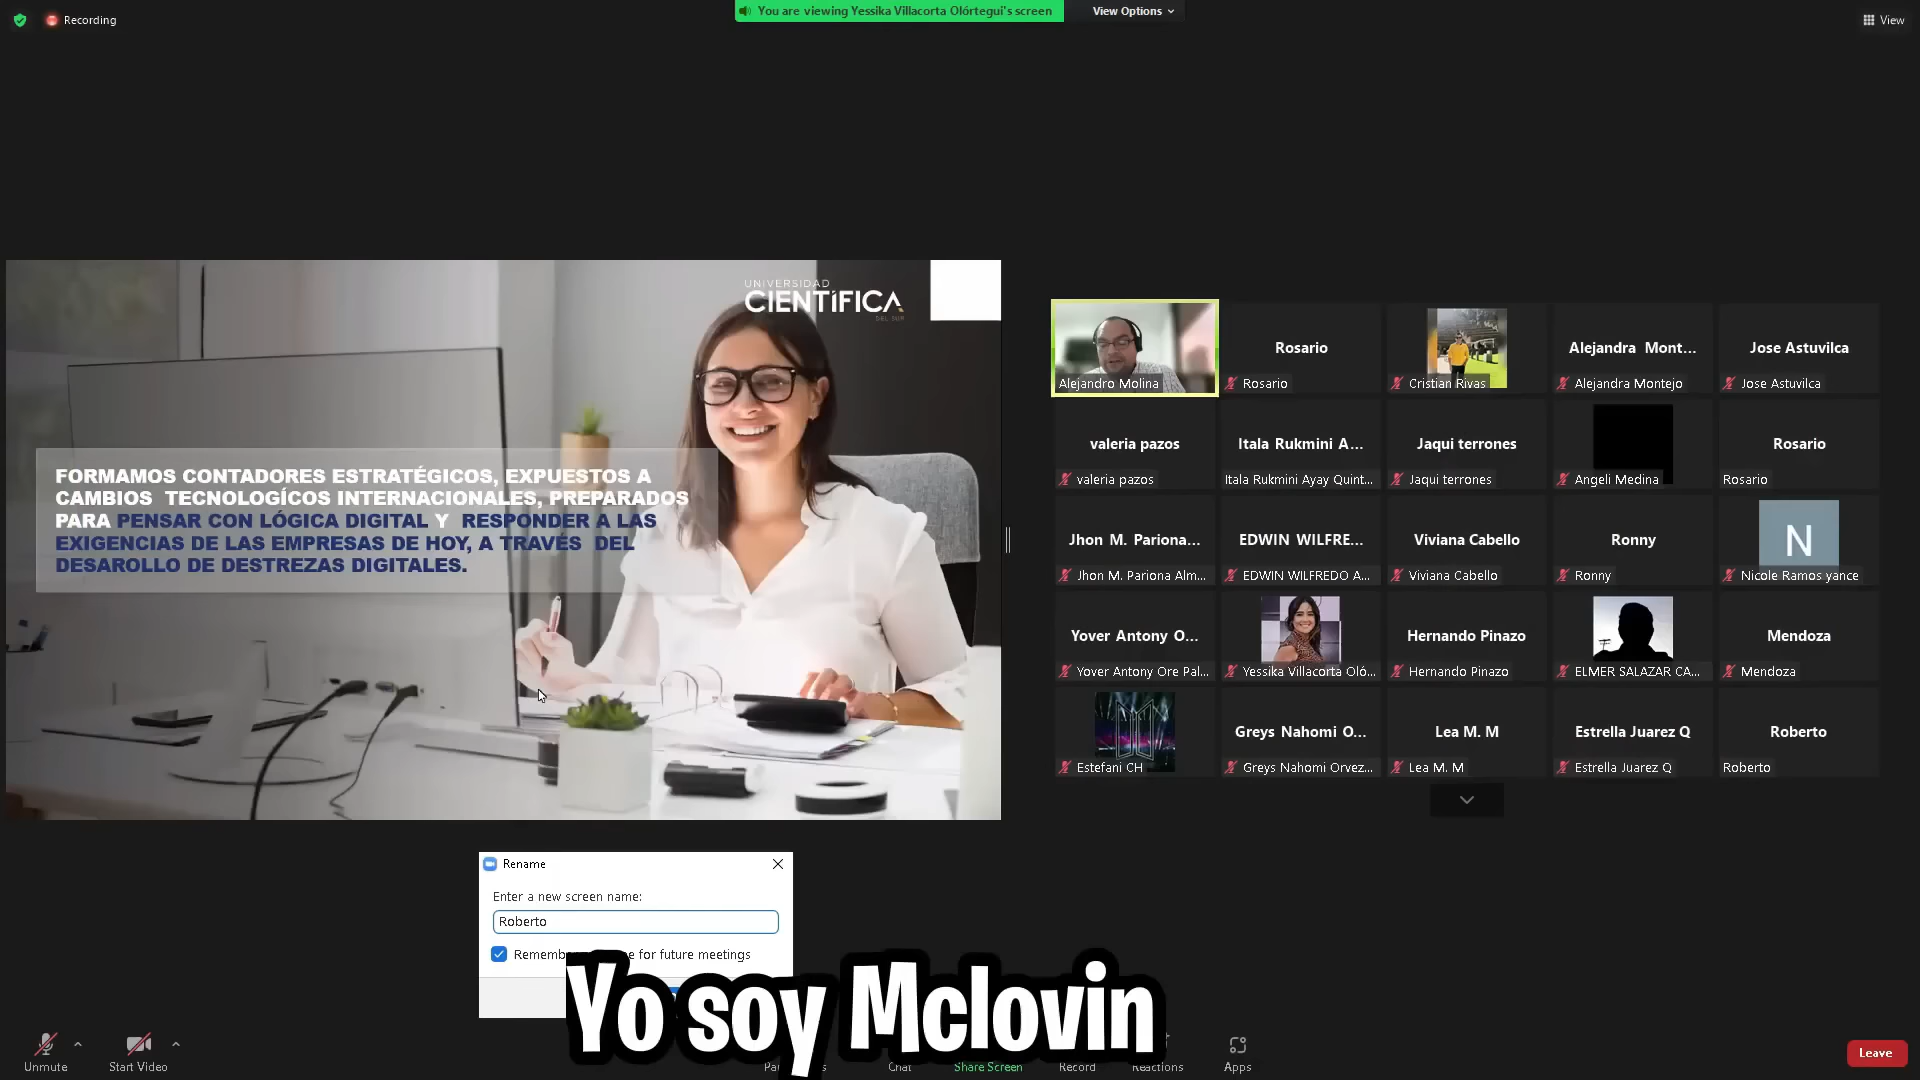 Recording
You are viewing Yessika Villacorta Olórtegui's screen
View Options
View
UNIVERSIDAD
CIENTÍFICA
DEL SUR
FORMAMOS CONTADORES ESTRATÉGICOS, EXPUESTOS A
CAMBIOS TECNOLOGÍCOS INTERNACIONALES, PREPARADOS
PARA PENSAR CON LÓGICA DIGITAL Y RESPONDER A LAS
EXIGENCIAS DE LAS EMPRESAS DE HOY, A TRAVÉS DEL
DESAROLLO DE DESTREZAS DIGITALES.
Alejandro Molina
Rosario
Rosario
Cristian Rivas
Alejandra Mont...
Alejandra Montejo
Jose Astuvilca
Jose Astuvilca
valeria pazos
valeria pazos
Itala Rukmini A...
Itala Rukmini Ayay Quint...
Jaqui terrones
Jaqui terrones
Angeli Medina
Rosario
Rosario
Jhon M. Pariona...
Jhon M. Pariona Alm...
EDWIN WILFRE...
EDWIN WILFREDO A...
Viviana Cabello
Viviana Cabello
Ronny
Ronny
N
Nicole Ramos yance
Yover Antony O...
Yover Antony Ore Pal...
Yessika Villacorta Oló...
Hernando Pinazo
Hernando Pinazo
ELMER SALAZAR CA...
Mendoza
Mendoza
Estefani CH
Greys Nahomi O...
Greys Nahomi Orvez...
Lea M. M
Lea M. M
Estrella Juarez Q
Estrella Juarez Q
Roberto
Roberto
Rename
Enter a new screen name:
Roberto
for future meetings
Yo soy Mclovin
Unmute
Start Video
Chat
Share Screen
Record
Reactions
Apps
Leave